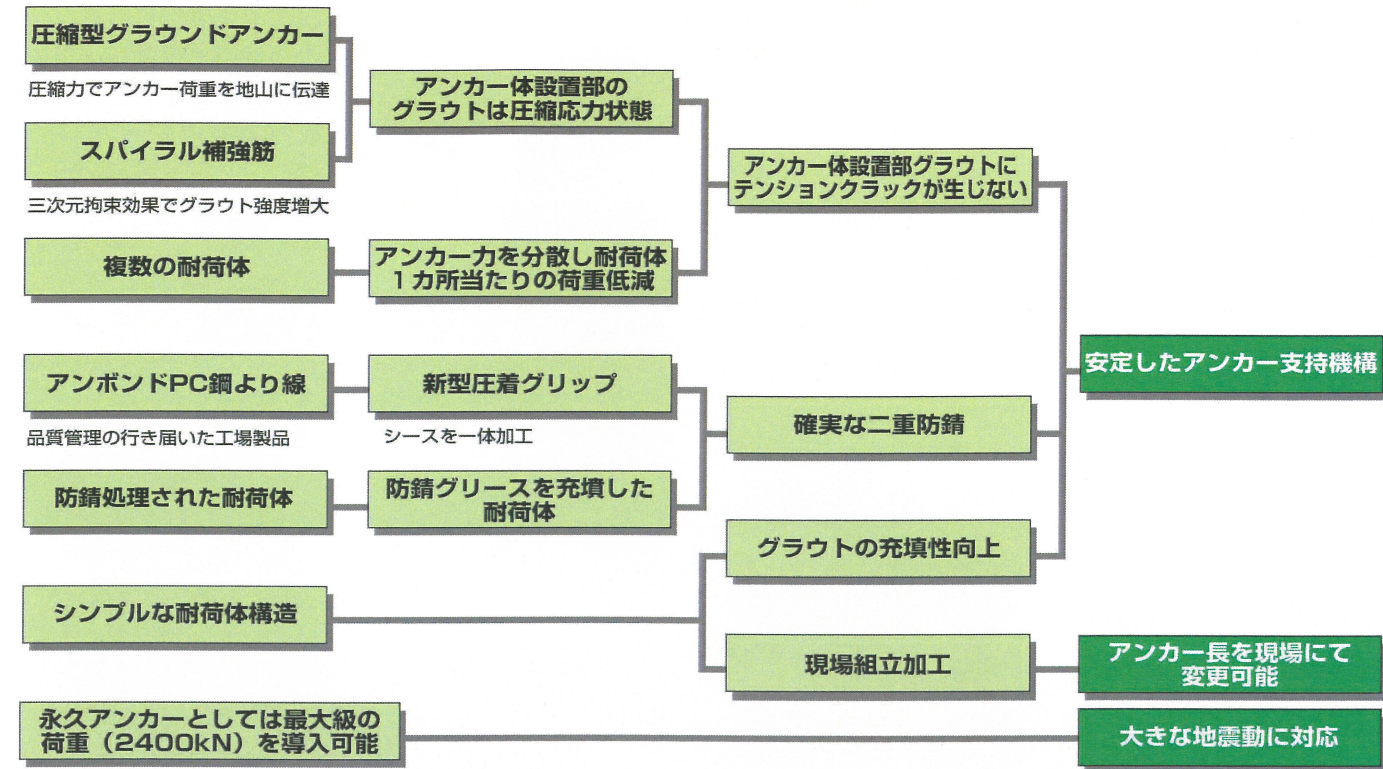 圧縮型グラウンドアンカー
圧縮力でアンカー荷重を地山に伝達
スパイラル補強筋
三次元拘束効果でグラウト強度増大
複数の耐荷体
アンカー体設置部の
グラウトは圧縮応力状態
アンカー力を分散し耐荷体
1カ所当たりの荷重低減
アンカー体設置部グラウトに
テンションクラックが生じない
アンボンドPC鋼より線
品質管理の行き届いた工場製品
新型圧着グリップ
シースを一体加工
防錆処理された耐荷体
防錆グリースを充填した
耐荷体
確実な二重防錆
安定したアンカー支持機構
シンプルな耐荷体構造
グラウトの充填性向上
現場組立加工
アンカー長を現場にて
変更可能
永久アンカーとしては最大級の
荷重（2400kN）を導入可能
大きな地震動に対応